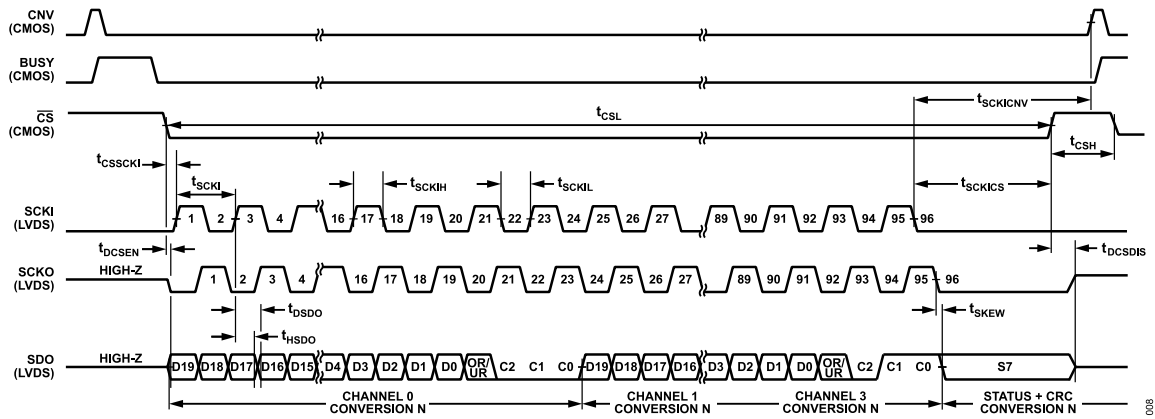 CNV
(CMOS)
BUSY
(CMOS)
tSCKICNV
CS
(CMOS)
tCSL
tCSSCKI
tCSH
tSCKI
tSCKIH
tSCKIL
tSCKICS
SCKI
(LVDS)
1 2 3 4 16 17 18 19 20 21 22 23 24 25 26 27 89 90 91 92 93 94 95 96
tDCSEN
tDCSDIS
SCKO
(LVDS)
HIGH-Z
1 2 3 4 16 17 18 19 20 21 22 23 24 25 26 27 89 90 91 92 93 94 95 96
tDSDO
tSKEW
tHSDO
SDO
(LVDS)
HIGH-Z
D19 D18 D17 D16 D15 D4 D3 D2 D1 D0 OR/UR C2 C1 C0 D19 D18 D17 D16 D3 D2 D1 D0 OR/UR C2 C1 C0 S7
CHANNEL 0
CONVERSION N
CHANNEL 1
CONVERSION N
CHANNEL 3
CONVERSION N
STATUS + CRC
CONVERSION N
008